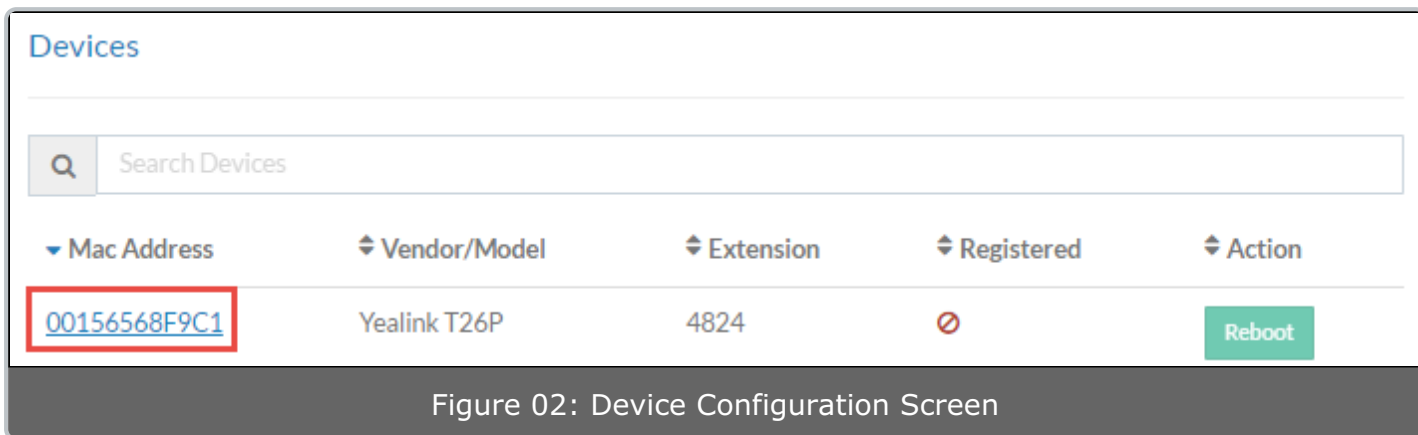 Devices
Search Devices
Mac Address Vendor/Model Extension Registered Action
00156568F9C1 Yealink T26P 4824 Reboot
Figure 02: Device Configuration Screen